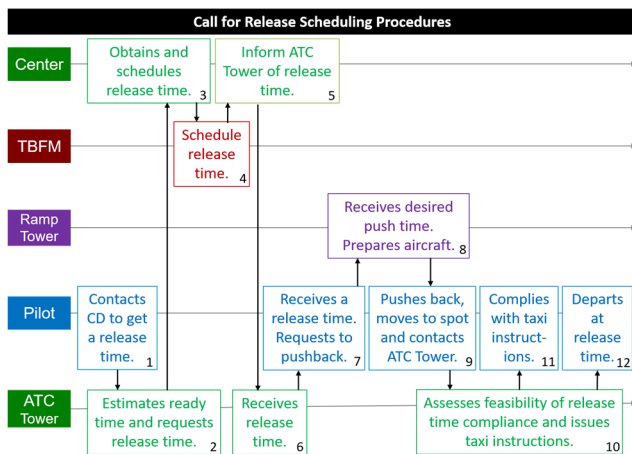 Call for Release Scheduling Procedures
Center
Obtains and
schedules
release time.
3
Inform ATC
Tower of release
time.
5
TBFM
Schedule
release
time.
4
Ramp
Tower
Receives desired
push time.
Prepares aircraft.
8
Pilot
Contacts
CD to get
a release
time.
1
Receives a
release time.
Requests to
pushback.
7
Pushes back,
moves to spot
and contacts
ATC Tower.
9
Complies
with taxi
instruct-
ions.
11
Departs
at
release
time.
12
ATC
Tower
Estimates ready
time and requests
release time.
2
Receives
release
time.
6
Assesses feasibility of release
time compliance and issues
taxi instructions.
10